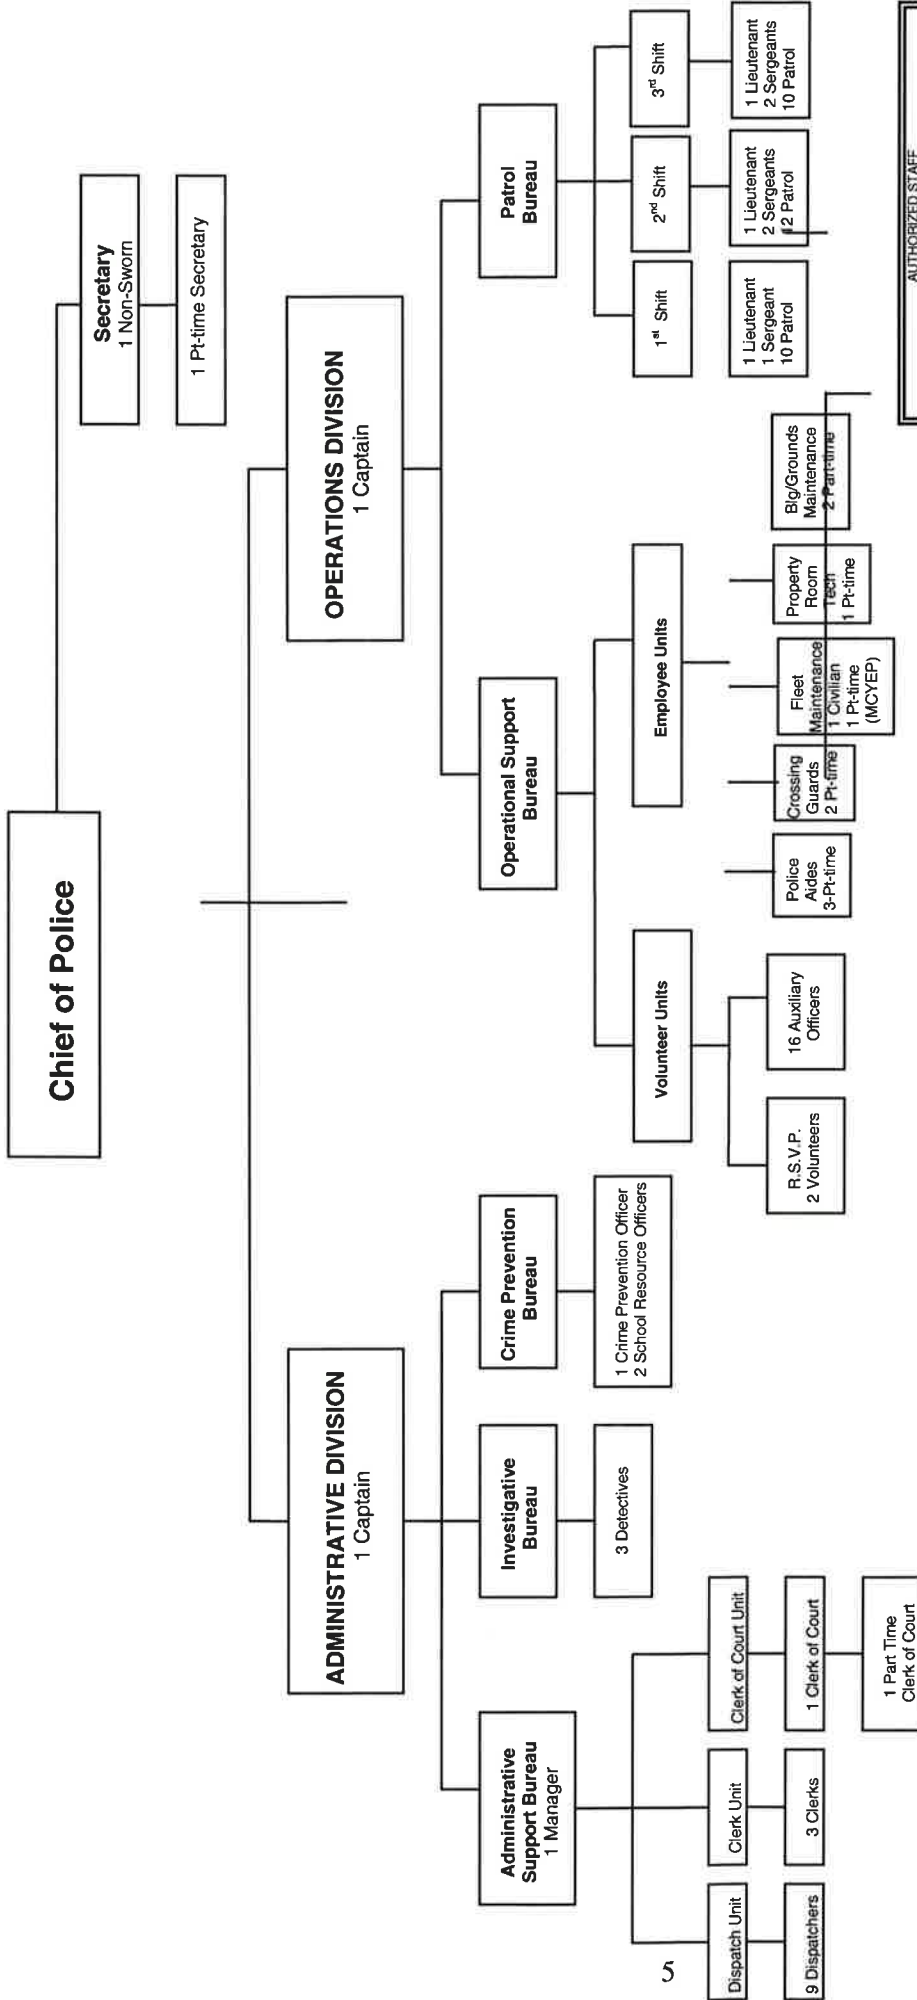 Chief of Police
Secretary
1 Non-Sworn
1 Pt-time Secretary
ADMINISTRATIVE DIVISION
1 Captain
OPERATIONS DIVISION
1 Captain
Administrative
Support Bureau
1 Manager
Investigative
Bureau
Crime Prevention
Bureau
Operational Support
Bureau
Patrol
Bureau
3 Detectives
1 Crime Prevention Officer
2 School Resource Officers
Volunteer Units
Employee Units
1st Shift
2nd Shift
3rd Shift
Dispatch Unit
Clerk Unit
Clerk of Court Unit
9 Dispatchers
3 Clerks
1 Clerk of Court
1 Part Time
Clerk of Court
R.S.V.P.
2 Volunteers
16 Auxiliary
Officers
Police
Aides
3-Pt-time
Crossing
Guards
2 Pt-time
Fleet
Maintenance
1 Civilian
1 Pt-time
(MCYEP)
Property
Room
Tech
1 Pt-time
Blg/Grounds
Maintenance
2 Part-time
1 Lieutenant
1 Sergeant
10 Patrol
1 Lieutenant
2 Sergeants
12 Patrol
1 Lieutenant
2 Sergeants
10 Patrol
AUTHORIZED STAFF
5